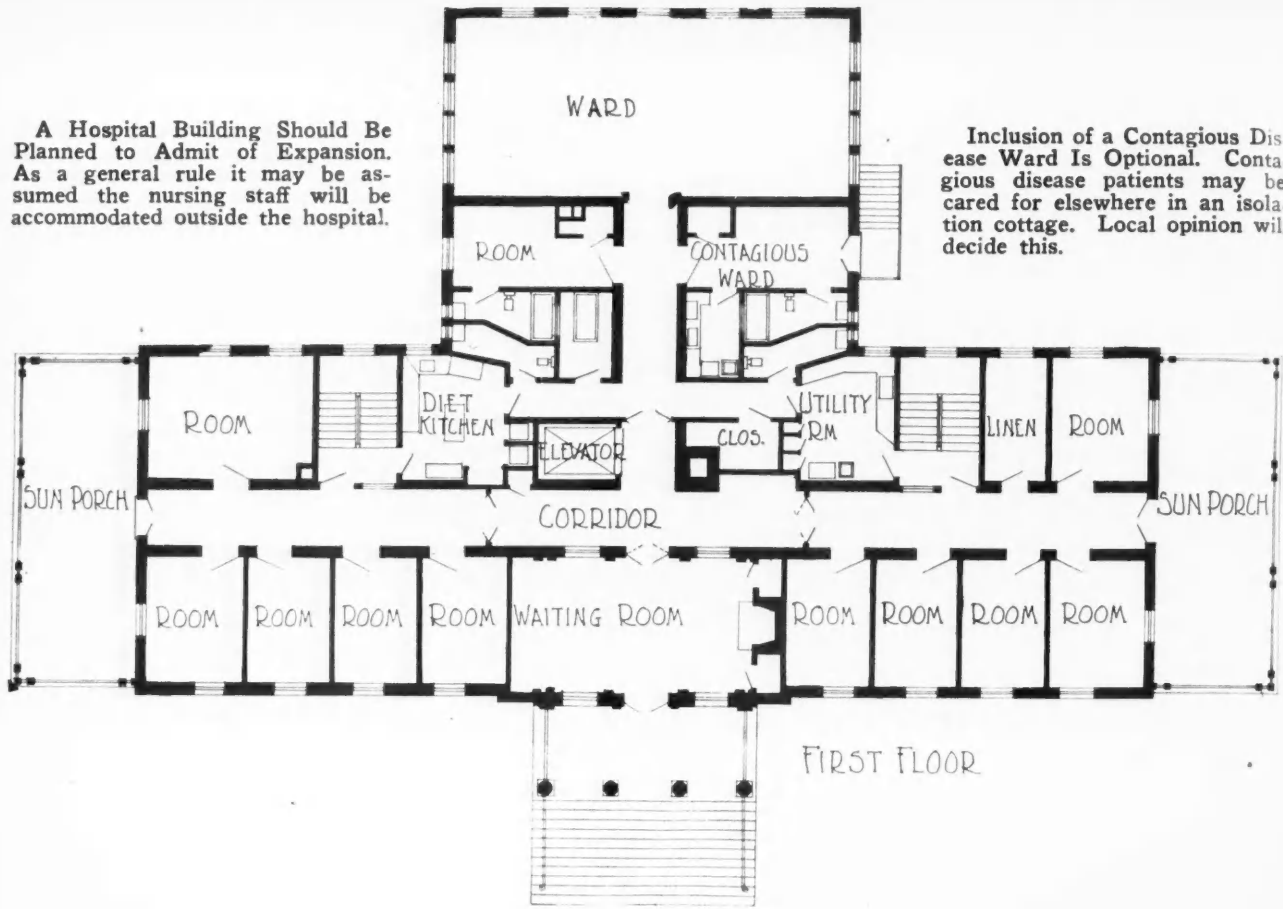 A Hospital Building Should Be
Planned to Admit of Expansion.
As a general rule it may be as-
sumed the nursing staff will be
accommodated outside the hospital.
Inclusion of a Contagious Dis
ease Ward Is Optional. Conta
gious disease patients may be
cared for elsewhere in an isola
tion cottage. Local opinion wil
decide this.
WARD
ROOM
CONTAGIOUS
WARD
ROOM
DIET
KITCHEN
ELEVATOR
CLOS.
UTILITY
RM
LINEN
ROOM
SUN PORCH
CORRIDOR
SUN PORCH
ROOM
ROOM
ROOM
ROOM
WAITING ROOM
ROOM
ROOM
ROOM
ROOM
FIRST FLOOR